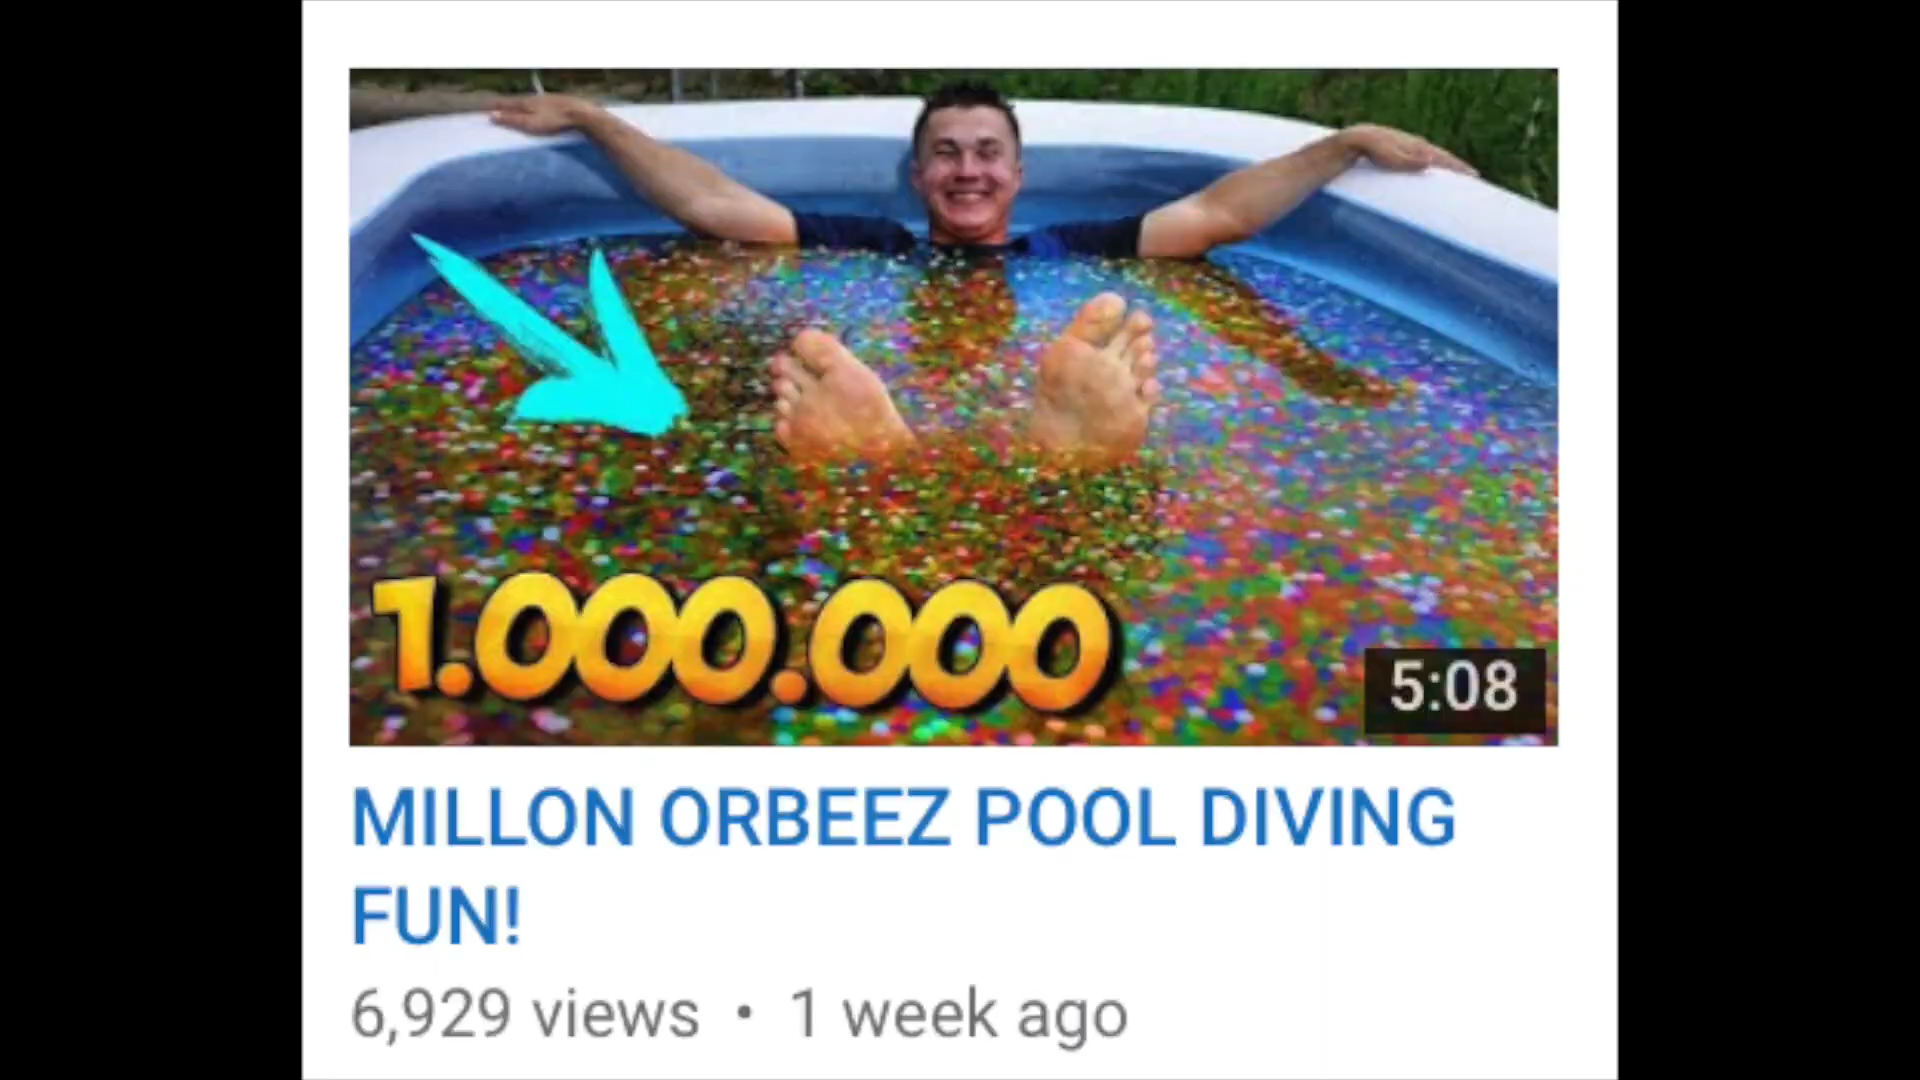 1.000.000
5:08
MILLON ORBEEZ POOL DIVING
FUN!
6,929 views • 1 week ago